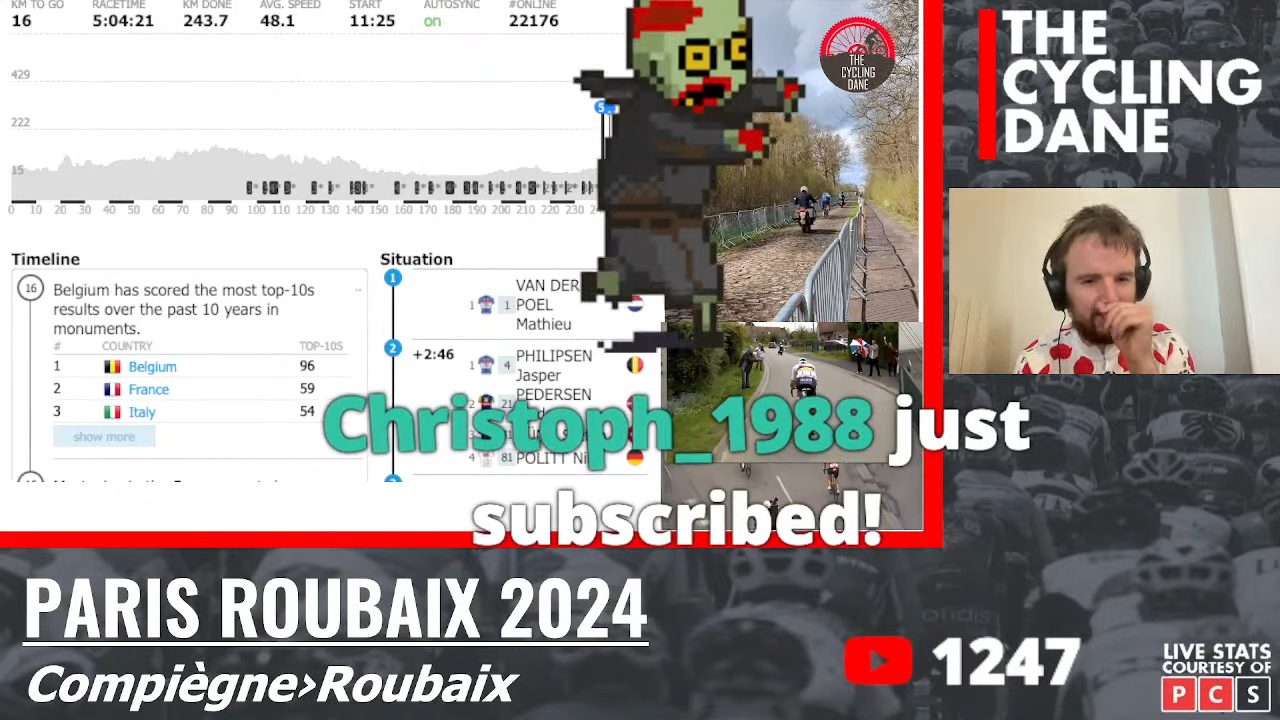 KM TO GO RACETIME KM DONE AVG. SPEED START AUTOSYNC #ONLINE
16 5:04:21 243.7 48.1 11:25 on 22176
429
222
15
0 10 20 30 40 50 60 70 80 90 100 110 120 130 140 150 160 170 180 190 200 210 220 230
THE
CYCLING
DANE
THE
CYCLING
DANE
Timeline
16
Belgium has scored the most top-10s
results over the past 10 years in
monuments.
# COUNTRY TOP-10S
1 Belgium 96
2 France 59
3 Italy 54
show more
Situation
1
1 1 VAN DER
POEL
Mathieu
2 +2:46
1 4 PHILIPSEN
Jasper
PEDERSEN
4 81 POLITT
Christoph_1988 just
subscribed!
PARIS ROUBAIX 2024
Compiègne›Roubaix
1247
LIVE STATS
COURTESY OF
PCS